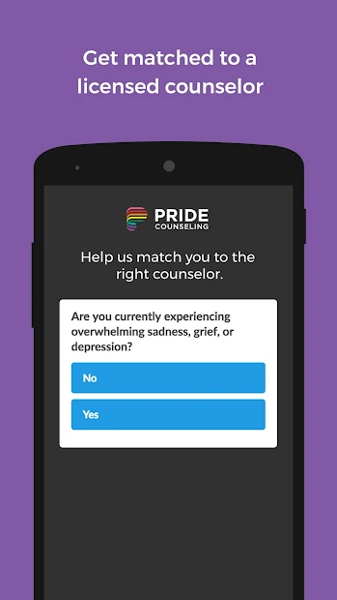 Get matched to a
licensed counselor
PRIDE
COUNSELING
Help us match you to the
right counselor.
Are you currently experiencing
overwhelming sadness, grief, or
depression?
No
Yes